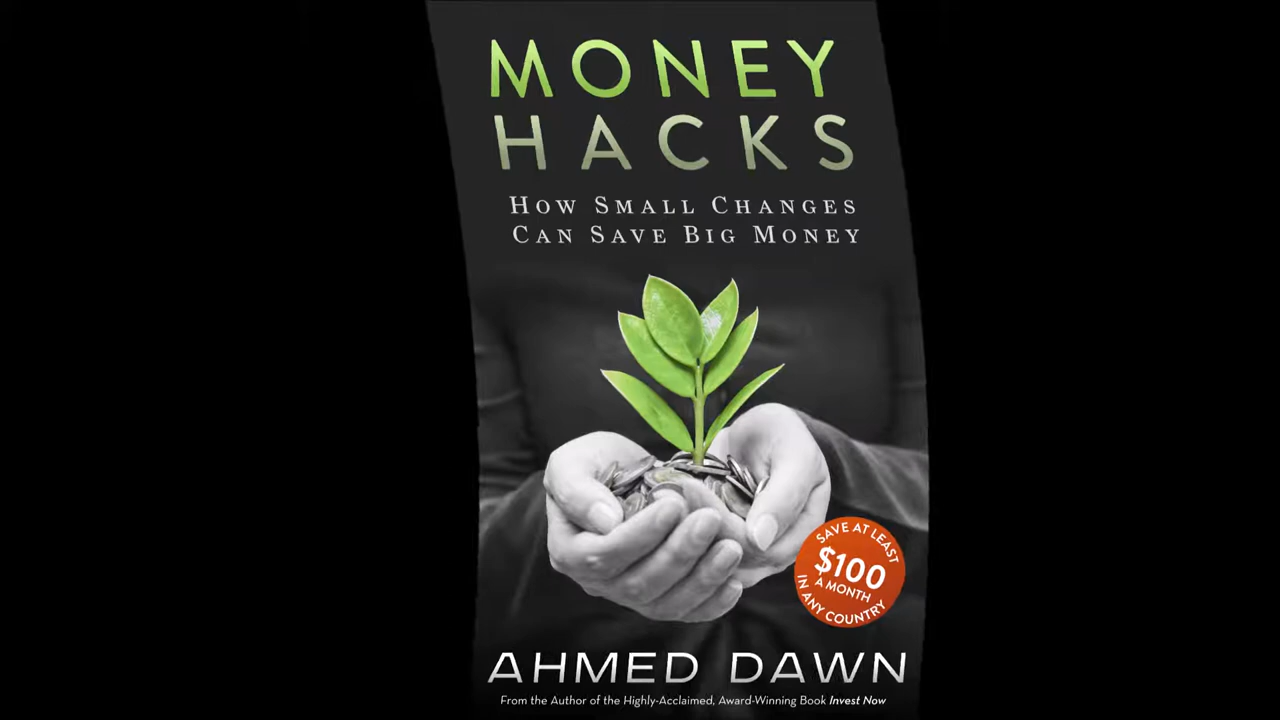 MONEY
HACKS
How Small Changes
Can Save Big Money
SAVE AT LEAST
$100
A MONTH
IN ANY COUNTRY
AHMED DAWN
From the Author of the Highly-Acclaimed, Award-Winning Book Invest Now